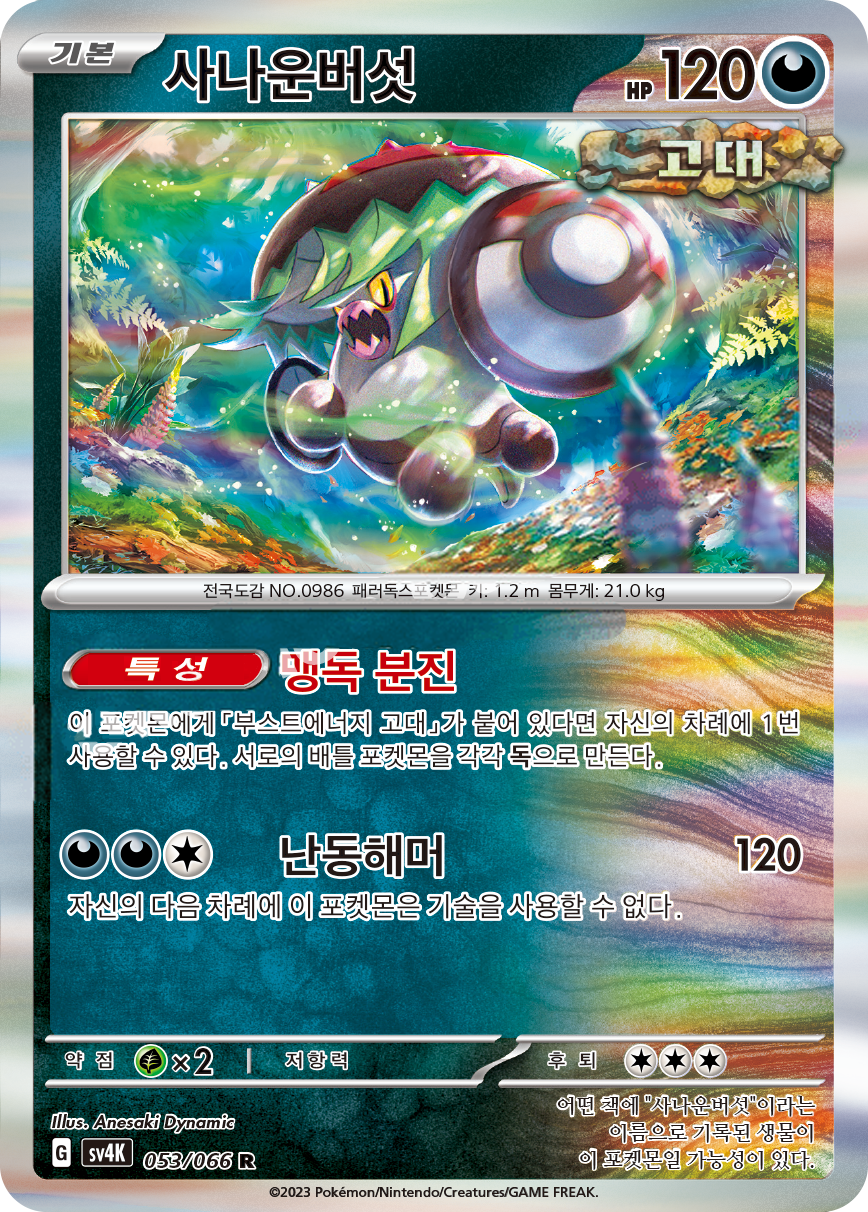 기본 사나운버섯 HP 120
고대
전국도감 NO.0986 패러독스포켓몬 키: 1.2 m 몸무게: 21.0 kg
특성 맹독 분진
이 포켓몬에게 『부스트에너지 고대』가 붙어 있다면 자신의 차례에 1번
사용할 수 있다. 서로의 배틀 포켓몬을 각각 독으로 만든다.
난동해머 120
자신의 다음 차례에 이 포켓몬은 기술을 사용할 수 없다.
약점 ×2 저항력 후퇴
어떤 책에 "사나운버섯"이라는
이름으로 기록된 생물이
이 포켓몬일 가능성이 있다.
Illus. Anesaki Dynamic
G sv4K 053/066 R
©2023 Pokémon/Nintendo/Creatures/GAME FREAK.